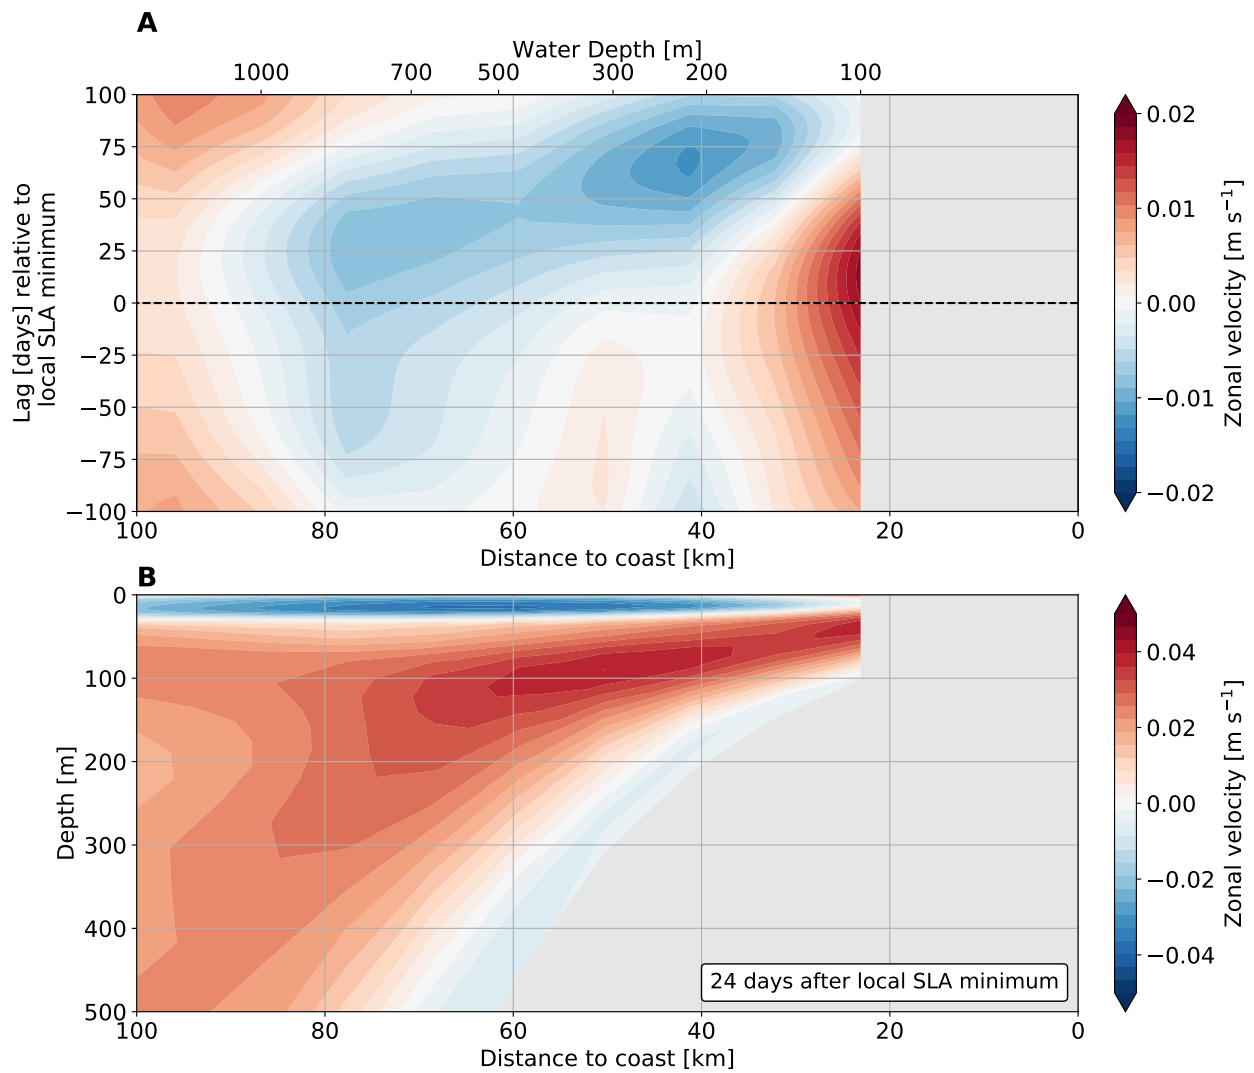 A
Water Depth [m]
1000 700 500 300 200 100
100
75
50
25
0
−25
−50
−75
−100
Lag [days] relative to
local SLA minimum
100 80 60 40 20 0
Distance to coast [km]
0.02
0.01
0.00
−0.01
−0.02
Zonal velocity [m s⁻¹]
B
0
100
200
300
400
500
Depth [m]
24 days after local SLA minimum
100 80 60 40 20 0
Distance to coast [km]
0.04
0.02
0.00
−0.02
−0.04
Zonal velocity [m s⁻¹]